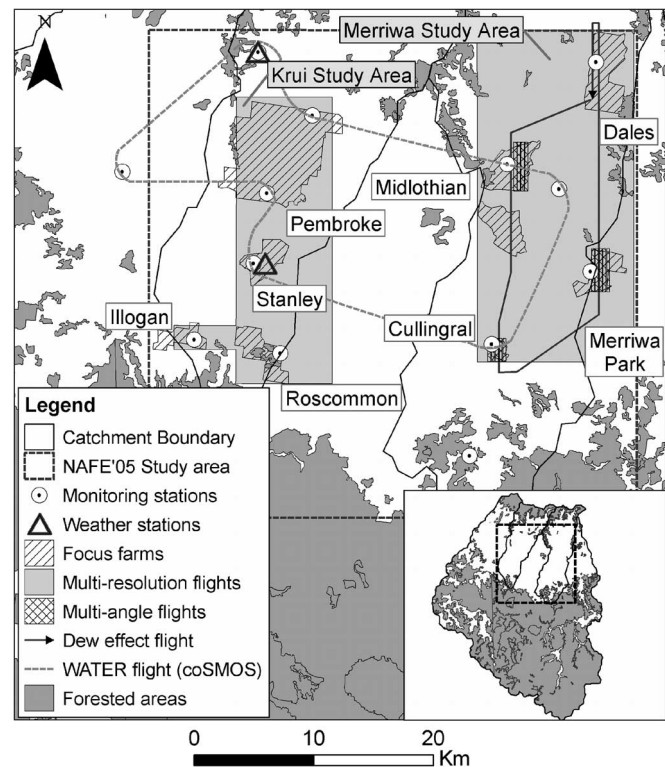 N
Merriwa Study Area
Krui Study Area
Dales
Midlothian
Pembroke
Stanley
Illogan
Cullingral
Merriwa
Park
Roscommon
Legend
Catchment Boundary
NAFE'05 Study area
Monitoring stations
Weather stations
Focus farms
Multi-resolution flights
Multi-angle flights
Dew effect flight
WATER flight (coSMOS)
Forested areas
0 10 20
Km